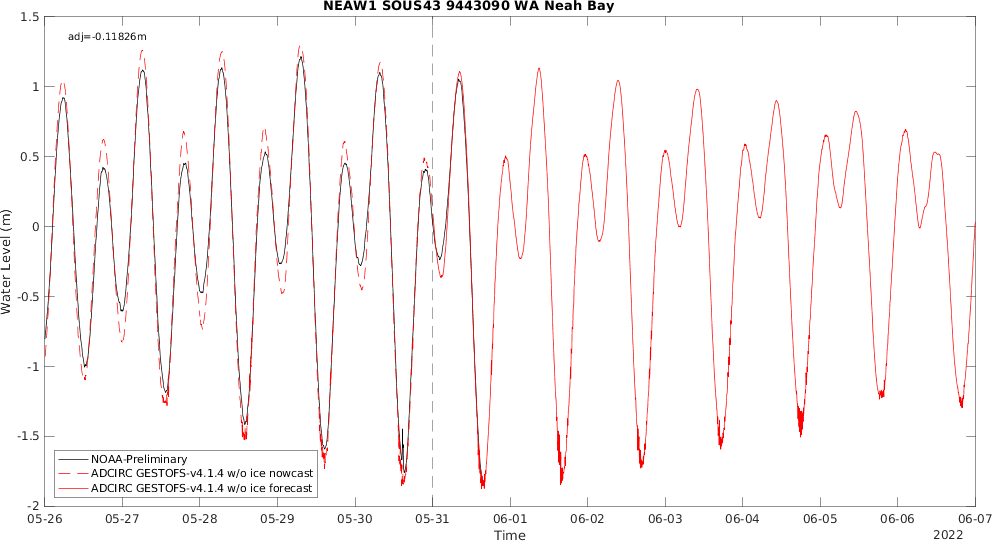 NEAW1 SOUS43 9443090 WA Neah Bay
adj=-0.11826m
1.5
1
0.5
0
-0.5
-1
-1.5
-2
Water Level (m)
NOAA-Preliminary
ADCIRC GESTOFS-v4.1.4 w/o ice nowcast
ADCIRC GESTOFS-v4.1.4 w/o ice forecast
05-26 05-27 05-28 05-29 05-30 05-31 06-01 06-02 06-03 06-04 06-05 06-06 06-07
Time
2022